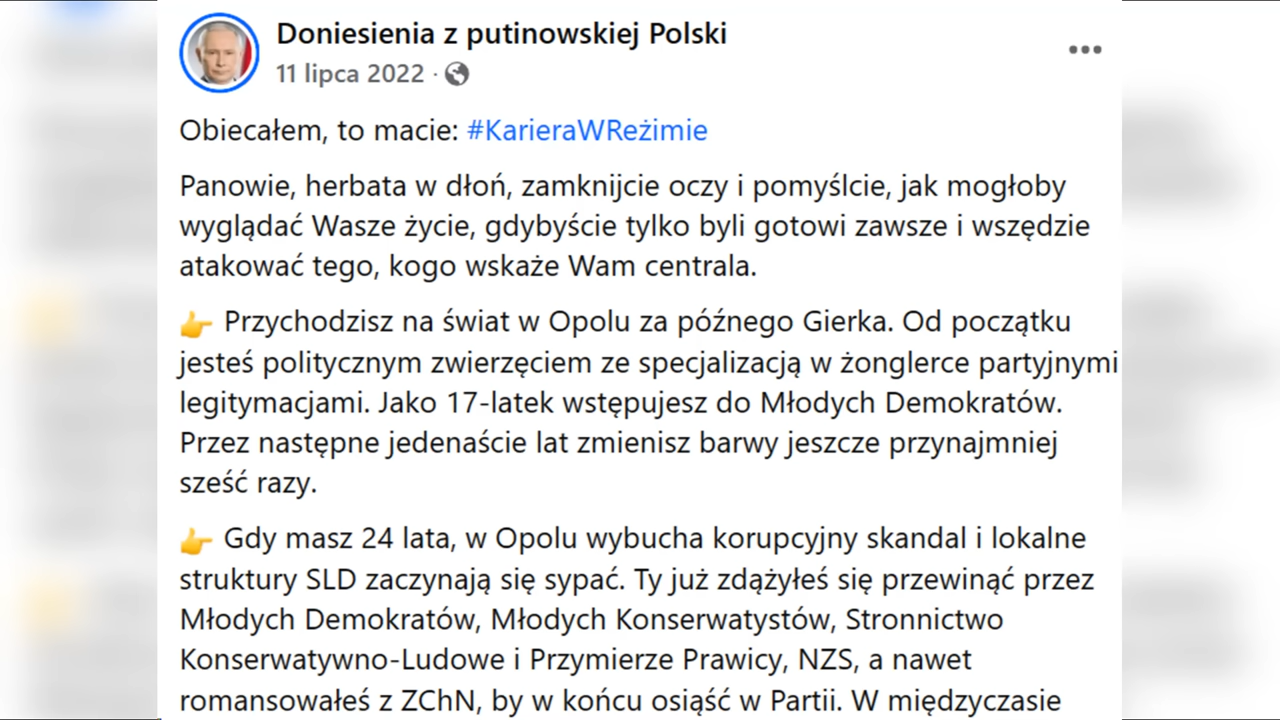 Doniesienia z putinowskiej Polski
11 lipca 2022 ·
Obiecałem, to macie: #KarieraWReżimie
Panowie, herbata w dłoń, zamknijcie oczy i pomyślcie, jak mogłoby
wyglądać Wasze życie, gdybyście tylko byli gotowi zawsze i wszędzie
atakować tego, kogo wskaże Wam centrala.
👉 Przychodzisz na świat w Opolu za późnego Gierka. Od początku
jesteś politycznym zwierzęciem ze specjalizacją w żonglerce partyjnymi
legitymacjami. Jako 17-latek wstępujesz do Młodych Demokratów.
Przez następne jedenaście lat zmienisz barwy jeszcze przynajmniej
sześć razy.
👉 Gdy masz 24 lata, w Opolu wybucha korupcyjny skandal i lokalne
struktury SLD zaczynają się sypać. Ty już zdążyłeś się przewinąć przez
Młodych Demokratów, Młodych Konserwatystów, Stronnictwo
Konserwatywno-Ludowe i Przymierze Prawicy, NZS, a nawet
romansowałeś z ZChN, by w końcu osiąść w Partii. W międzyczasie